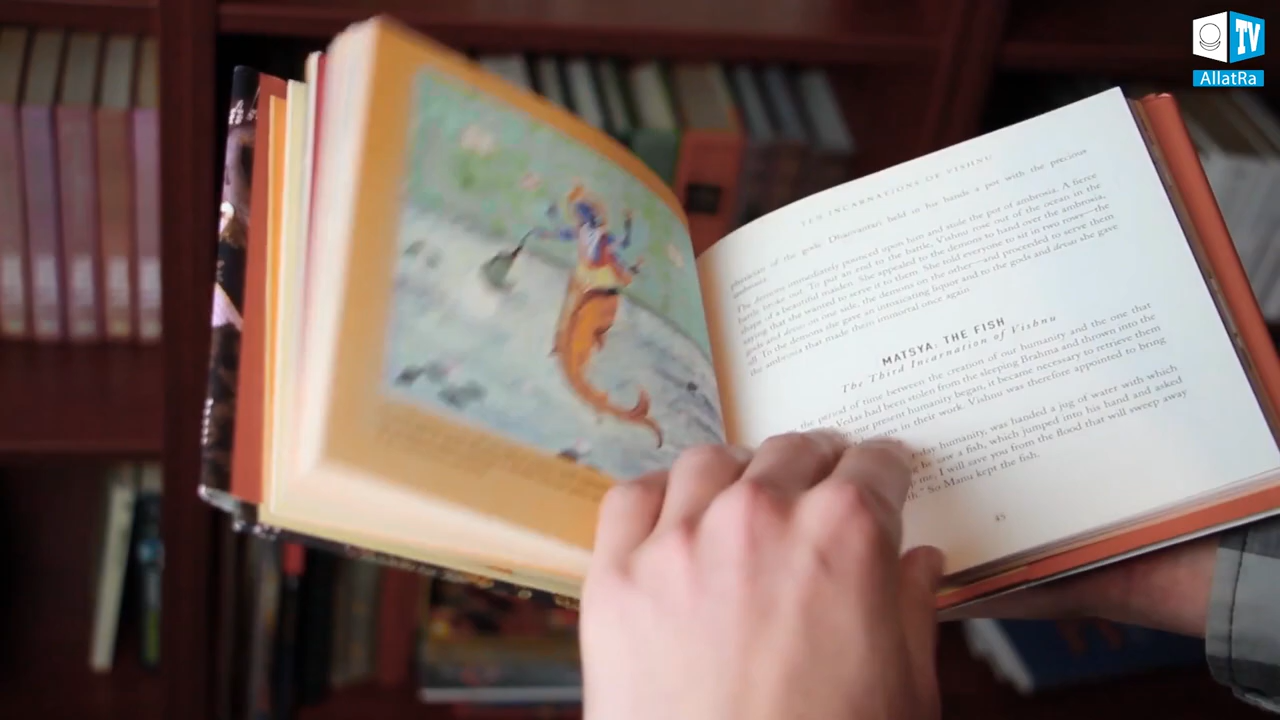 TV
AllatRa
TEN INCARNATIONS OF VISHNU
physician of the gods. Dhanvantari held in his hands a pot with the precious
ambrosia.
The demons immediately pounced upon him and stole the pot of ambrosia. A fierce
battle broke out. To put an end to the battle, Vishnu rose out of the ocean in the
shape of a beautiful maiden. She appealed to the demons to hand over the ambrosia,
saying that she wanted to serve it to them. She told everyone to sit in two rows—the
gods and devas on one side, the demons on the other—and proceeded to serve them
all. To the demons she gave an intoxicating liquor and to the gods and devas she gave
the ambrosia that made them immortal once again.
MATSYA: THE FISH
The Third Incarnation of Vishnu
the period of time between the creation of our humanity and the one that
Vedas had been stolen from the sleeping Brahma and thrown into the
our present humanity began, it became necessary to retrieve them
in their work. Vishnu was therefore appointed to bring
humanity, was handed a jug of water with which
he saw a fish, which jumped into his hand and asked
me, I will save you from the flood that will sweep away
So Manu kept the fish.
85